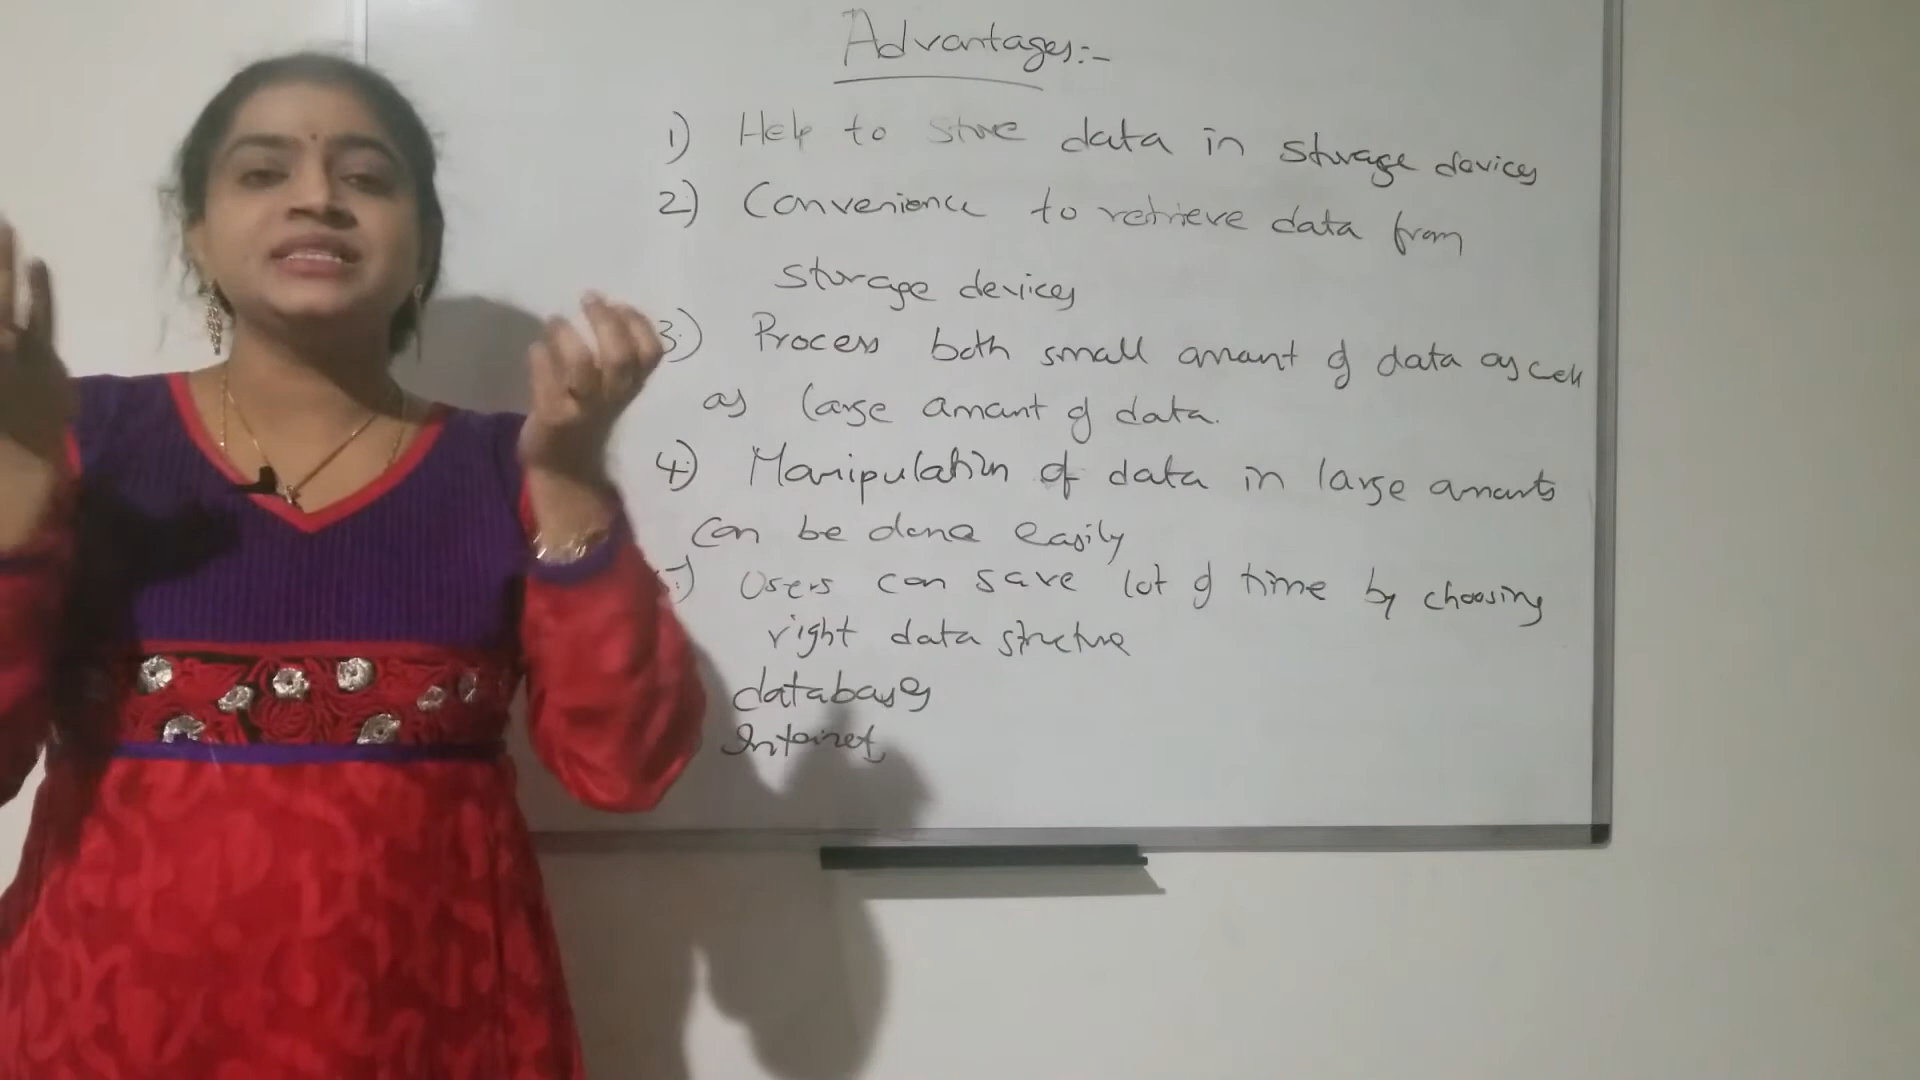 Advantages:-
1) Help to store data in storage devices
2) Convenience to retrieve data from
storage devices
3) Process both small amount of data as well
as large amount of data.
4) Manipulation of data in large amounts
can be done easily
5) Users can save lot of time by choosing
right data structure
databases
Internet